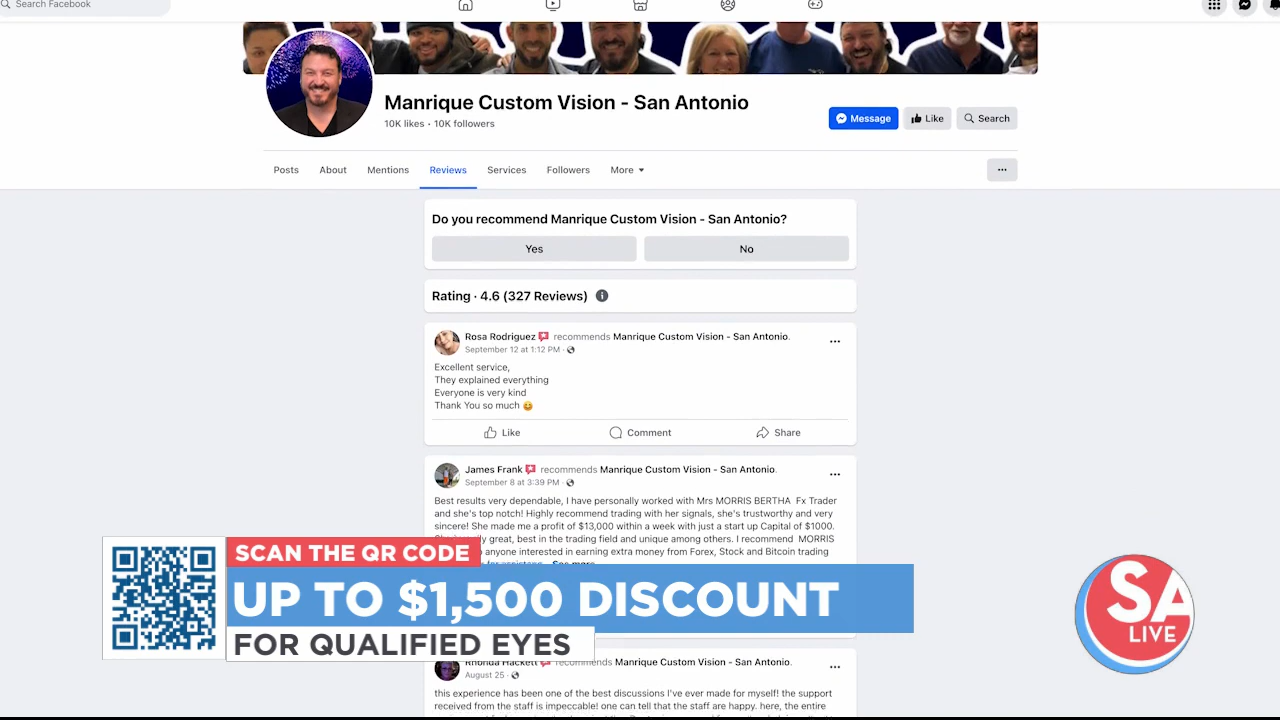 Search Facebook
Manrique Custom Vision - San Antonio
10K likes • 10K followers
Message
Like
Search
Posts
About
Mentions
Reviews
Services
Followers
More
Do you recommend Manrique Custom Vision - San Antonio?
Yes
No
Rating · 4.6 (327 Reviews)
Rosa Rodriguez recommends Manrique Custom Vision - San Antonio.
September 12 at 1:12 PM ·
Excellent service,
They explained everything
Everyone is very kind
Thank You so much 😊
Like
Comment
Share
James Frank recommends Manrique Custom Vision - San Antonio.
September 8 at 3:39 PM ·
Best results very dependable, I have personally worked with Mrs MORRIS BERTHA Fx Trader
and she's top notch! Highly recommend trading with her signals, she's trustworthy and very
sincere! She made me a profit of $13,000 within a week with just a start up Capital of $1000.
great, best in the trading field and unique among others. I recommend MORRIS
anyone interested in earning extra money from Forex, Stock and Bitcoin trading
SCAN THE QR CODE
UP TO $1,500 DISCOUNT
FOR QUALIFIED EYES
SA
LIVE
Rhonda Hackett recommends Manrique Custom Vision - San Antonio.
August 25 ·
this experience has been one of the best discussions I've ever made for myself! the support
received from the staff is impeccable! one can tell that the staff are happy. here, the entire